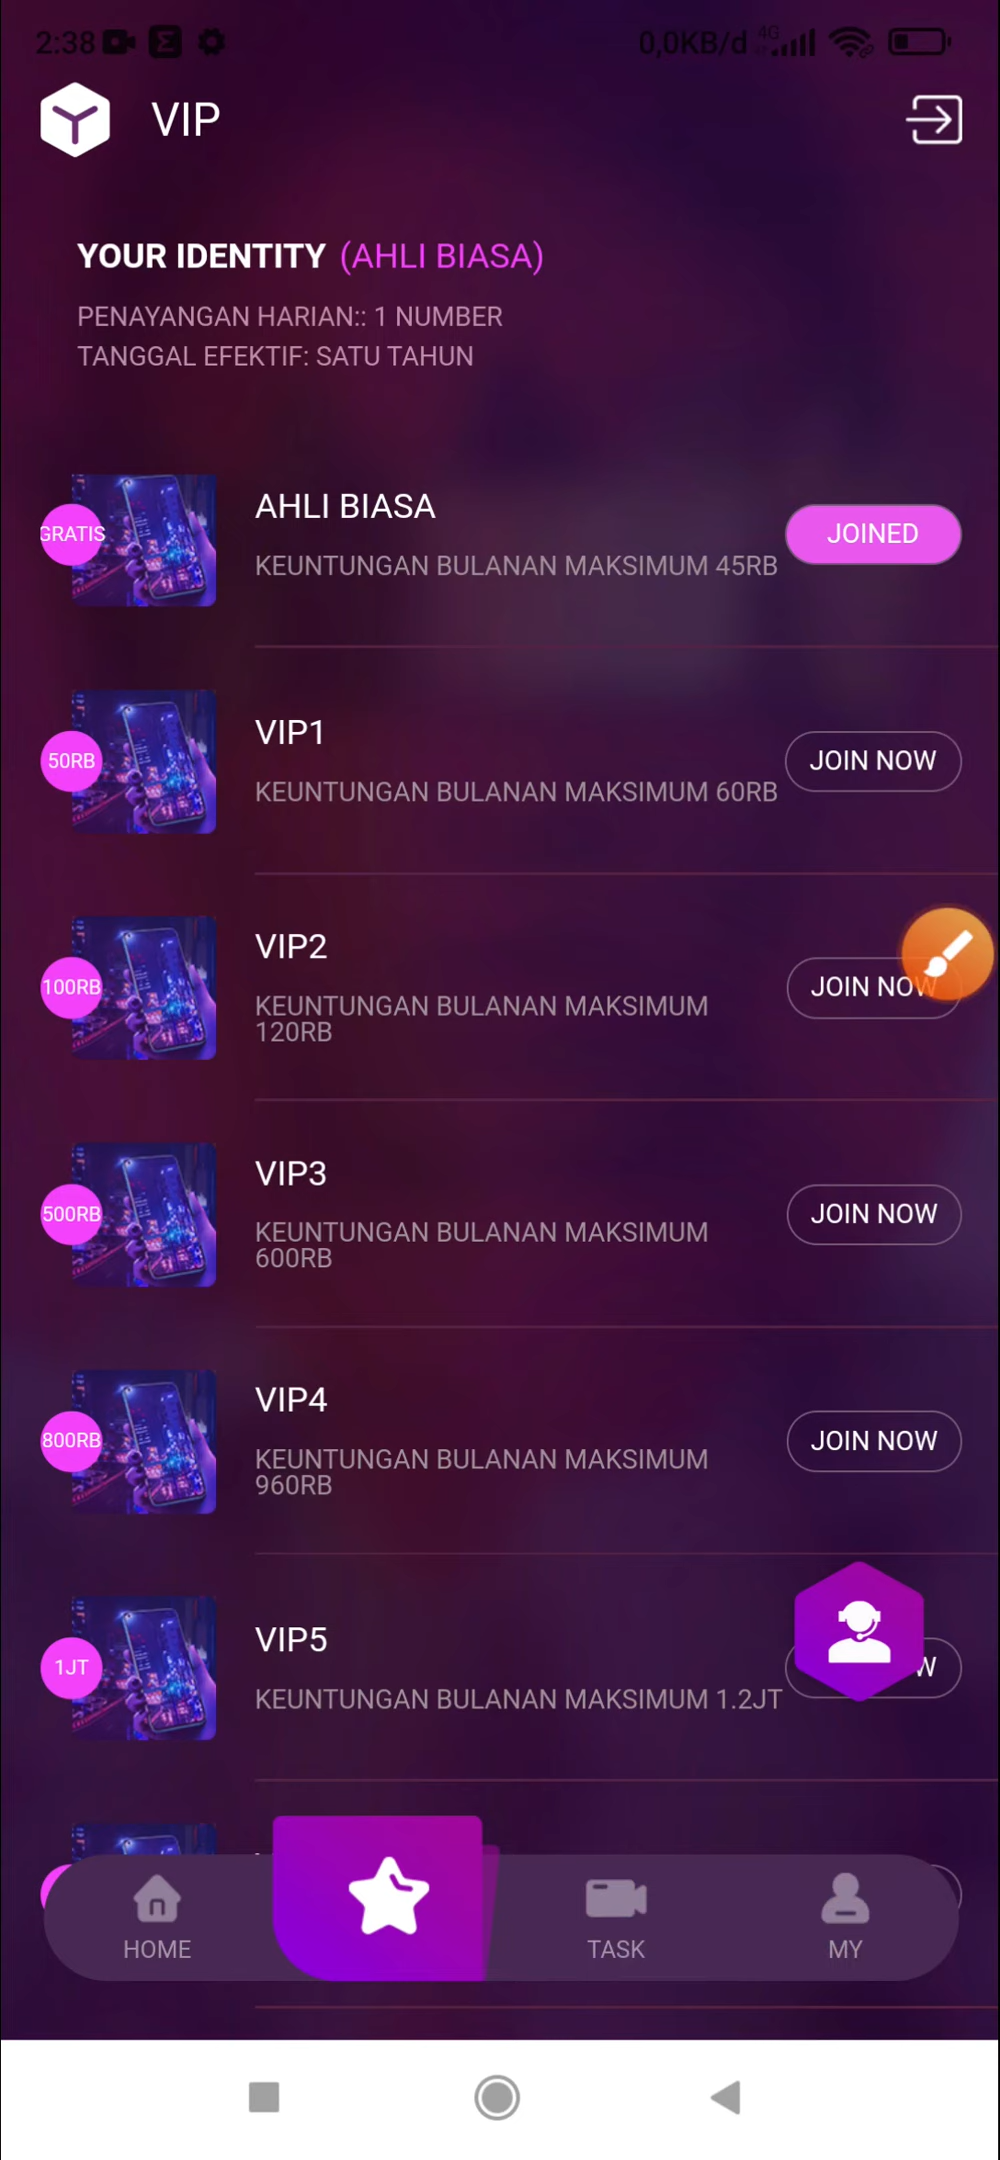 2:38
0,0KB/d 4G
VIP
YOUR IDENTITY (AHLI BIASA)
PENAYANGAN HARIAN:: 1 NUMBER
TANGGAL EFEKTIF: SATU TAHUN
GRATIS
AHLI BIASA
KEUNTUNGAN BULANAN MAKSIMUM 45RB
JOINED
50RB
VIP1
KEUNTUNGAN BULANAN MAKSIMUM 60RB
JOIN NOW
100RB
VIP2
KEUNTUNGAN BULANAN MAKSIMUM
120RB
JOIN NOW
500RB
VIP3
KEUNTUNGAN BULANAN MAKSIMUM
600RB
JOIN NOW
800RB
VIP4
KEUNTUNGAN BULANAN MAKSIMUM
960RB
JOIN NOW
1JT
VIP5
KEUNTUNGAN BULANAN MAKSIMUM 1.2JT
HOME
TASK
MY